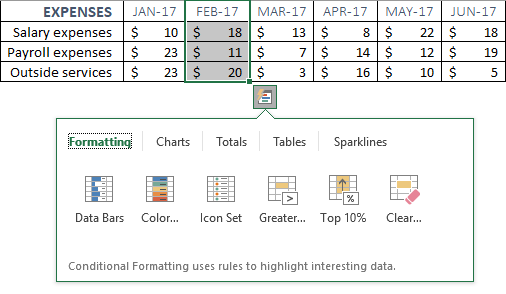 EXPENSES JAN-17 FEB-17 MAR-17 APR-17 MAY-17 JUN-17
Salary expenses $ 10 $ 18 $ 13 $ 8 $ 22 $ 18
Payroll expenses $ 23 $ 11 $ 7 $ 14 $ 12 $ 19
Outside services $ 23 $ 20 $ 3 $ 16 $ 10 $ 5
Formatting Charts Totals Tables Sparklines
Data Bars Color... Icon Set Greater... Top 10% Clear...
Conditional Formatting uses rules to highlight interesting data.